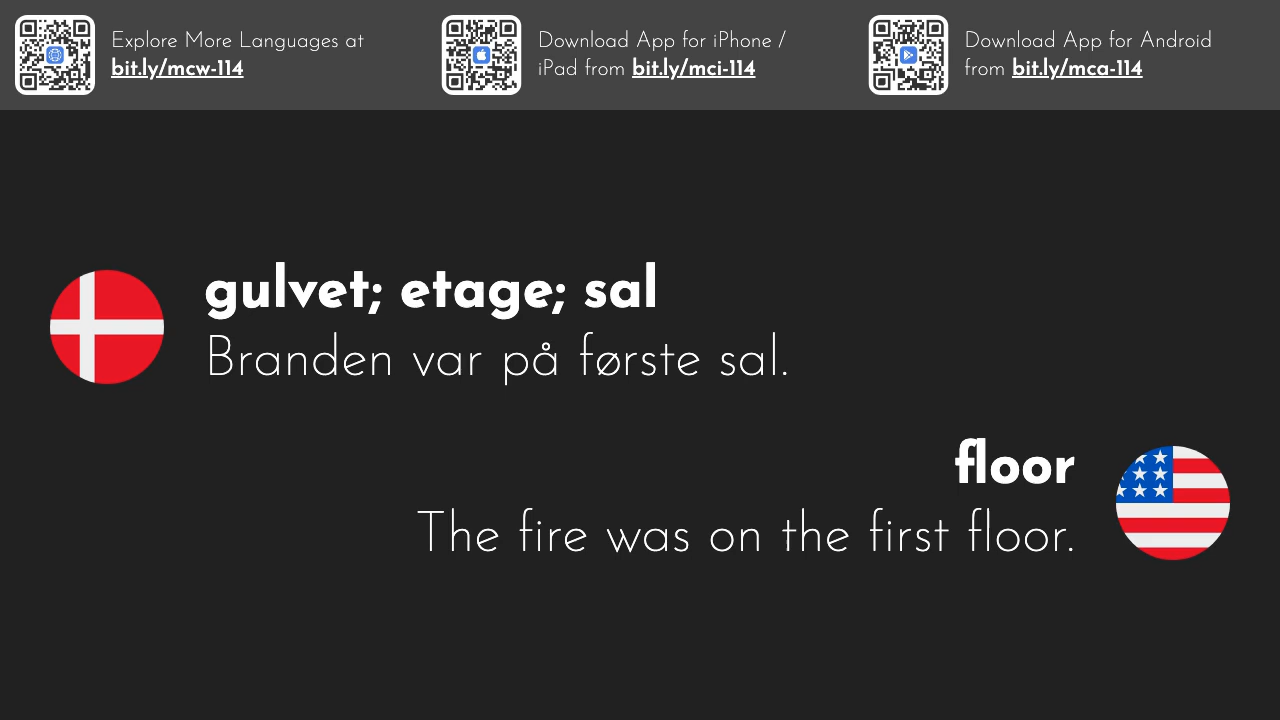 Explore More Languages at
bit.ly/mcw-114
Download App for iPhone /
iPad from bit.ly/mci-114
Download App for Android
from bit.ly/mca-114
gulvet; etage; sal
Branden var på første sal.
floor
The fire was on the first floor.